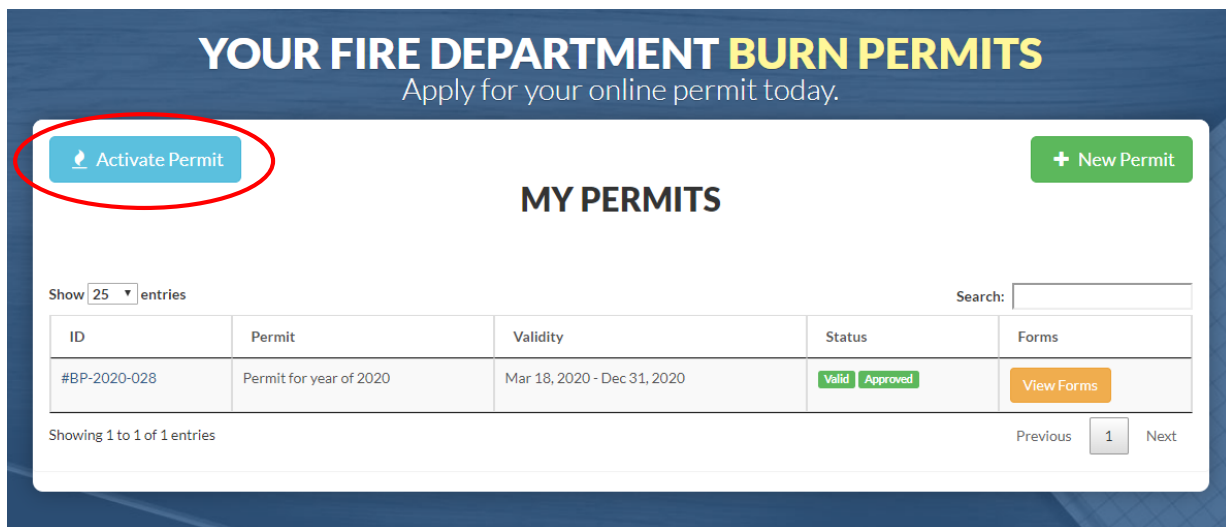 YOUR FIRE DEPARTMENT BURN PERMITS
Apply for your online permit today.
Activate Permit
+ New Permit
MY PERMITS
Show 25 entries
Search:
ID Permit Validity Status Forms
#BP-2020-028 Permit for year of 2020 Mar 18, 2020 - Dec 31, 2020 Valid Approved View Forms
Showing 1 to 1 of 1 entries
Previous 1 Next